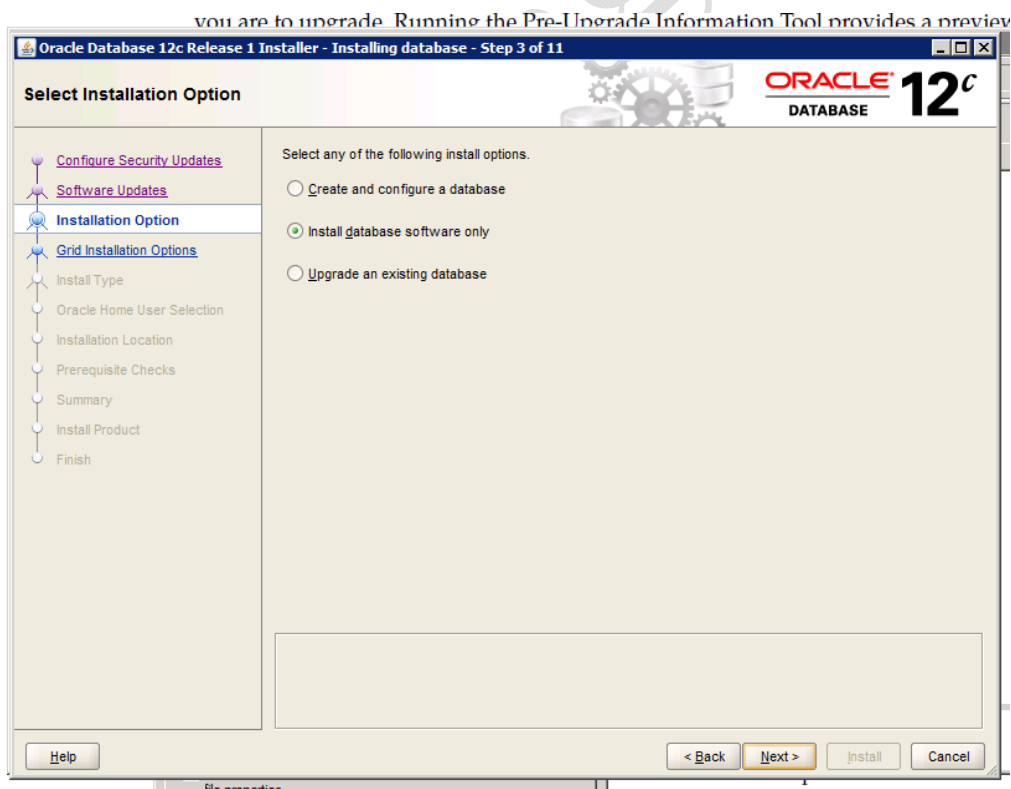 you are to upgrade. Running the Pre-Upgrade Information Tool provides a preview
Oracle Database 12c Release 1 Installer - Installing database - Step 3 of 11
Select Installation Option
ORACLE
DATABASE
12c
Configure Security Updates
Software Updates
Installation Option
Grid Installation Options
Install Type
Oracle Home User Selection
Installation Location
Prerequisite Checks
Summary
Install Product
Finish
Select any of the following install options.
Create and configure a database
Install database software only
Upgrade an existing database
Help
< Back
Next >
Install
Cancel
file properties